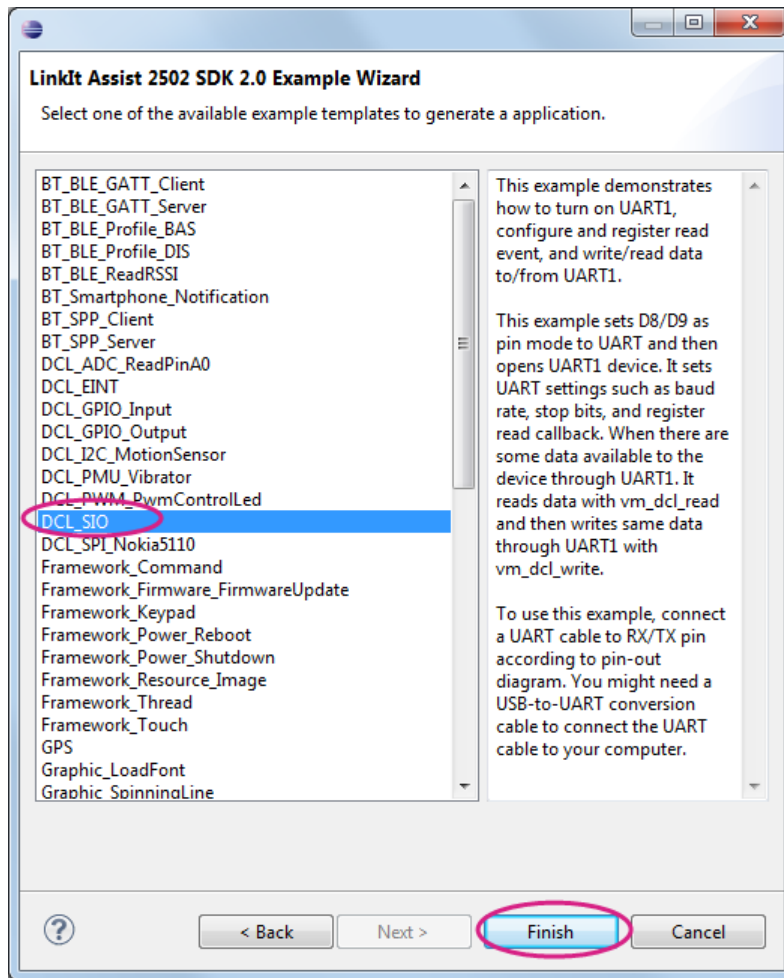 LinkIt Assist 2502 SDK 2.0 Example Wizard
Select one of the available example templates to generate a application.
BT_BLE_GATT_Client
BT_BLE_GATT_Server
BT_BLE_Profile_BAS
BT_BLE_Profile_DIS
BT_BLE_ReadRSSI
BT_Smartphone_Notification
BT_SPP_Client
BT_SPP_Server
DCL_ADC_ReadPinA0
DCL_EINT
DCL_GPIO_Input
DCL_GPIO_Output
DCL_I2C_MotionSensor
DCL_PMU_Vibrator
DCL_PWM_PwmControlLed
DCL_SIO
DCL_SPI_Nokia5110
Framework_Command
Framework_Firmware_FirmwareUpdate
Framework_Keypad
Framework_Power_Reboot
Framework_Power_Shutdown
Framework_Resource_Image
Framework_Thread
Framework_Touch
GPS
Graphic_LoadFont
Graphic_SpinningLine
This example demonstrates
how to turn on UART1,
configure and register read
event, and write/read data
to/from UART1.
This example sets D8/D9 as
pin mode to UART and then
opens UART1 device. It sets
UART settings such as baud
rate, stop bits, and register
read callback. When there are
some data available to the
device through UART1. It
reads data with vm_dcl_read
and then writes same data
through UART1 with
vm_dcl_write.
To use this example, connect
a UART cable to RX/TX pin
according to pin-out
diagram. You might need a
USB-to-UART conversion
cable to connect the UART
cable to your computer.
?
< Back
Next >
Finish
Cancel